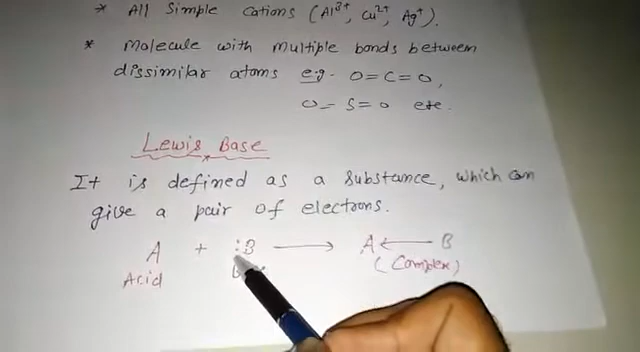 * All Simple Cations (Al³⁺, Cu²⁺, Ag⁺).
* Molecule with multiple bonds between
dissimilar atoms e.g. O=C=O,
O=S=O etc.
Lewis Base
It is defined as a Substance, which can
give a pair of electrons.
A + :B ⟶ A⟵B
Acid (Complex)